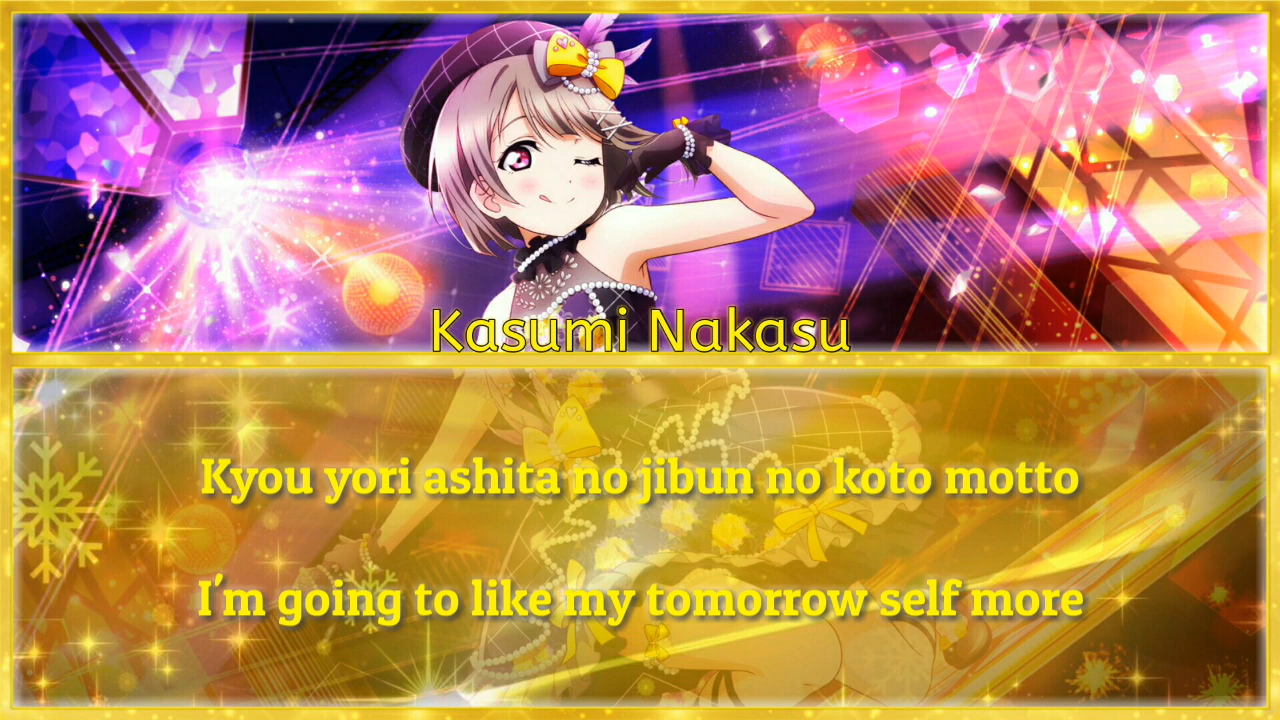 Kasumi Nakasu
Kyou yori ashita no jibun no koto motto
I'm going to like my tomorrow self more